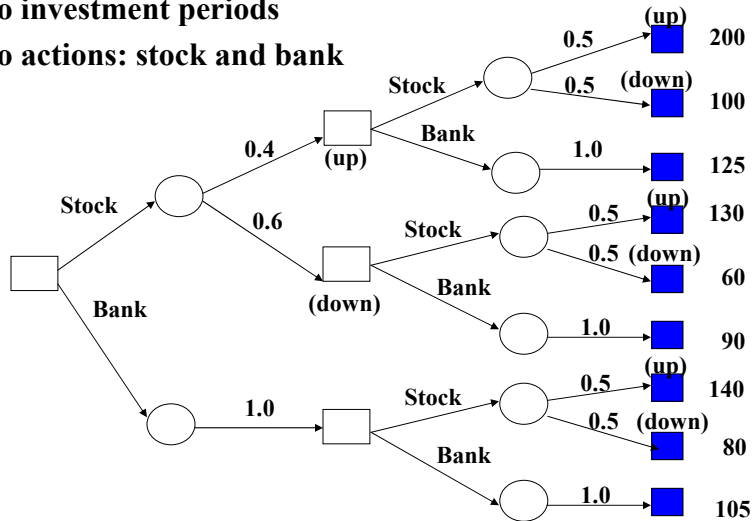 o investment periods
o actions: stock and bank
(up)
0.5
200
Stock
0.5
(down)
100
0.4
(up)
Bank
1.0
125
Stock
0.6
(up)
130
Stock
0.5
0.5
(down)
60
(down)
Bank
Bank
1.0
90
(up)
140
1.0
Stock
0.5
0.5
(down)
80
Bank
1.0
105